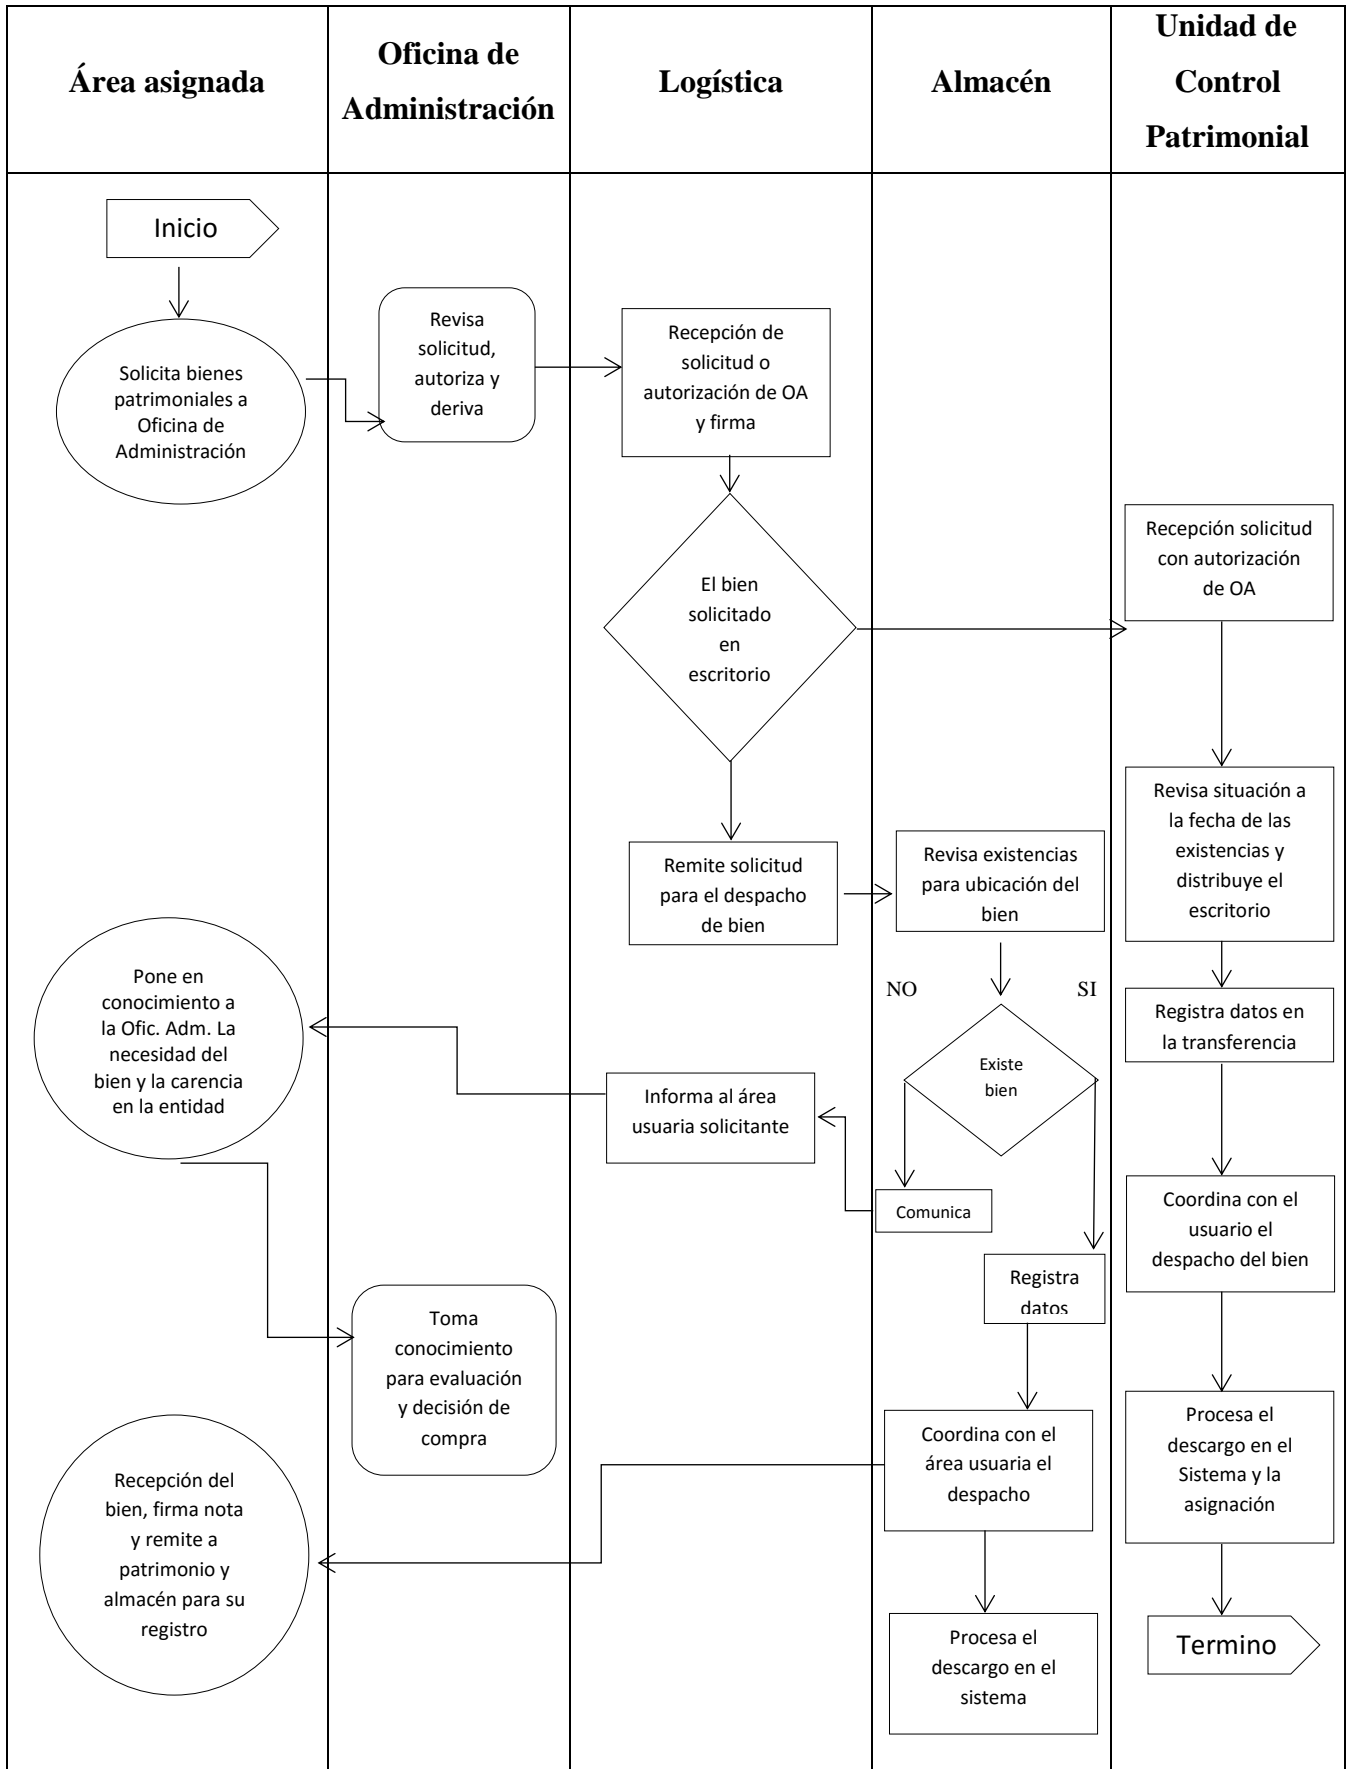 Área asignada
Oficina de
Administración
Logística
Almacén
Unidad de
Control
Patrimonial
Inicio
Solicita bienes
patrimoniales a
Oficina de
Administración
Revisa
solicitud,
autoriza y
deriva
Recepción de
solicitud o
autorización de OA
y firma
El bien
solicitado
en
escritorio
Recepción solicitud
con autorización
de OA
Revisa situación a
la fecha de las
existencias y
distribuye el
escritorio
Remite solicitud
para el despacho
de bien
Revisa existencias
para ubicación del
bien
NO
SI
Existe
bien
Registra datos en
la transferencia
Pone en
conocimiento a
la Ofic. Adm. La
necesidad del
bien y la carencia
en la entidad
Informa al área
usuaria solicitante
Comunica
Registra
datos
Coordina con el
usuario el
despacho del bien
Toma
conocimiento
para evaluación
y decisión de
compra
Coordina con el
área usuaria el
despacho
Procesa el
descargo en el
Sistema y la
asignación
Recepción del
bien, firma nota
y remite a
patrimonio y
almacén para su
registro
Procesa el
descargo en el
sistema
Termino